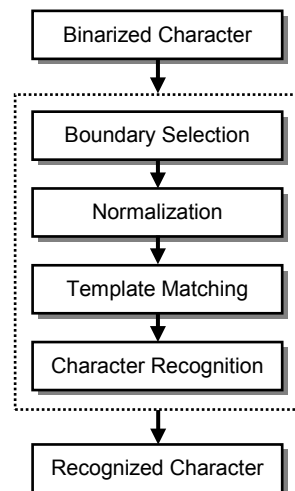 Binarized Character
Boundary Selection
Normalization
Template Matching
Character Recognition
Recognized Character